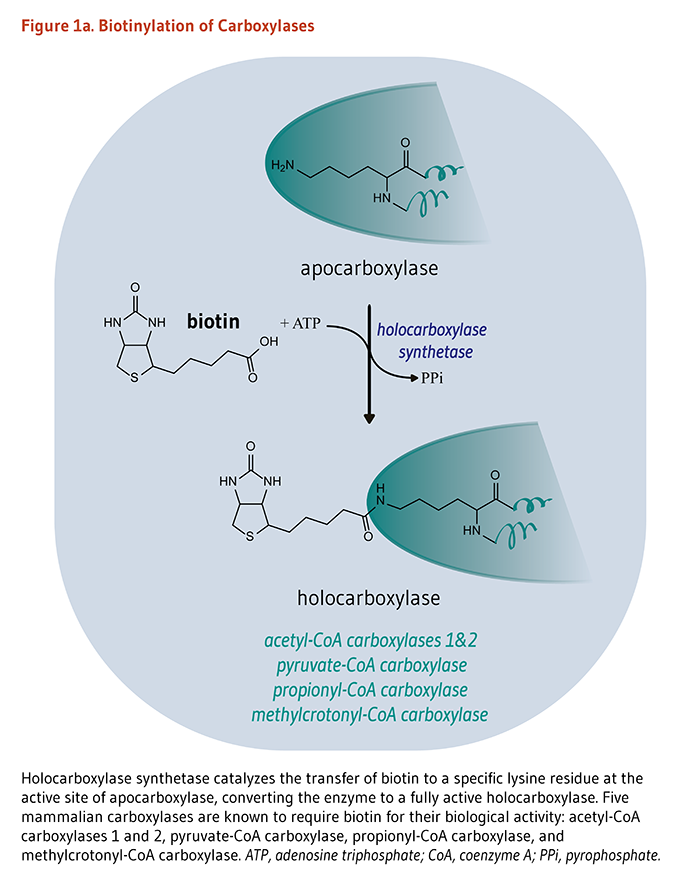 Figure 1a. Biotinylation of Carboxylases
O
H₂N
HN
apocarboxylase
O
HN
NH
biotin
+ ATP
holocarboxylase
synthetase
OH
S
O
PPi
O
HN
NH
H
N
O
S
O
HN
holocarboxylase
acetyl-CoA carboxylases 1&2
pyruvate-CoA carboxylase
propionyl-CoA carboxylase
methylcrotonyl-CoA carboxylase
Holocarboxylase synthetase catalyzes the transfer of biotin to a specific lysine residue at the
active site of apocarboxylase, converting the enzyme to a fully active holocarboxylase. Five
mammalian carboxylases are known to require biotin for their biological activity: acetyl-CoA
carboxylases 1 and 2, pyruvate-CoA carboxylase, propionyl-CoA carboxylase, and
methylcrotonyl-CoA carboxylase. ATP, adenosine triphosphate; CoA, coenzyme A; PPi, pyrophosphate.